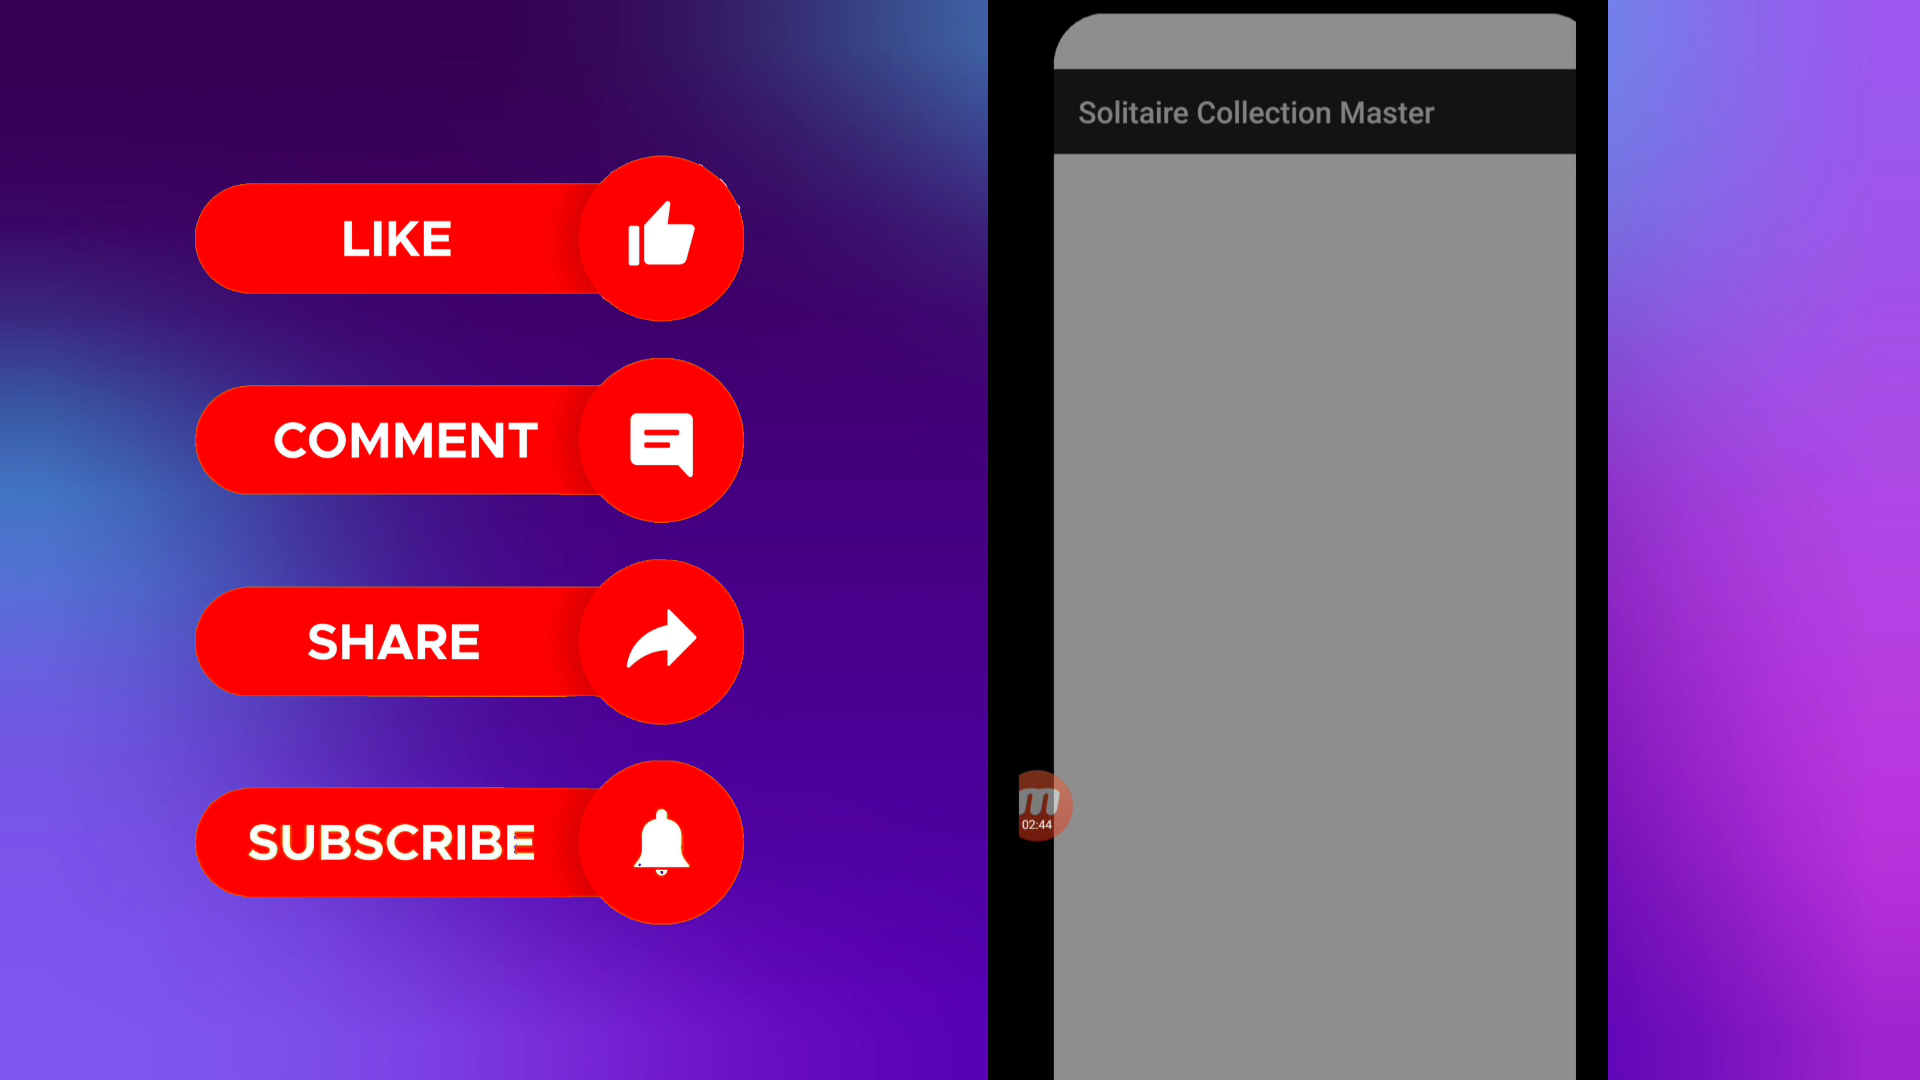 LIKE
COMMENT
SHARE
SUBSCRIBE
Solitaire Collection Master
m
02:44